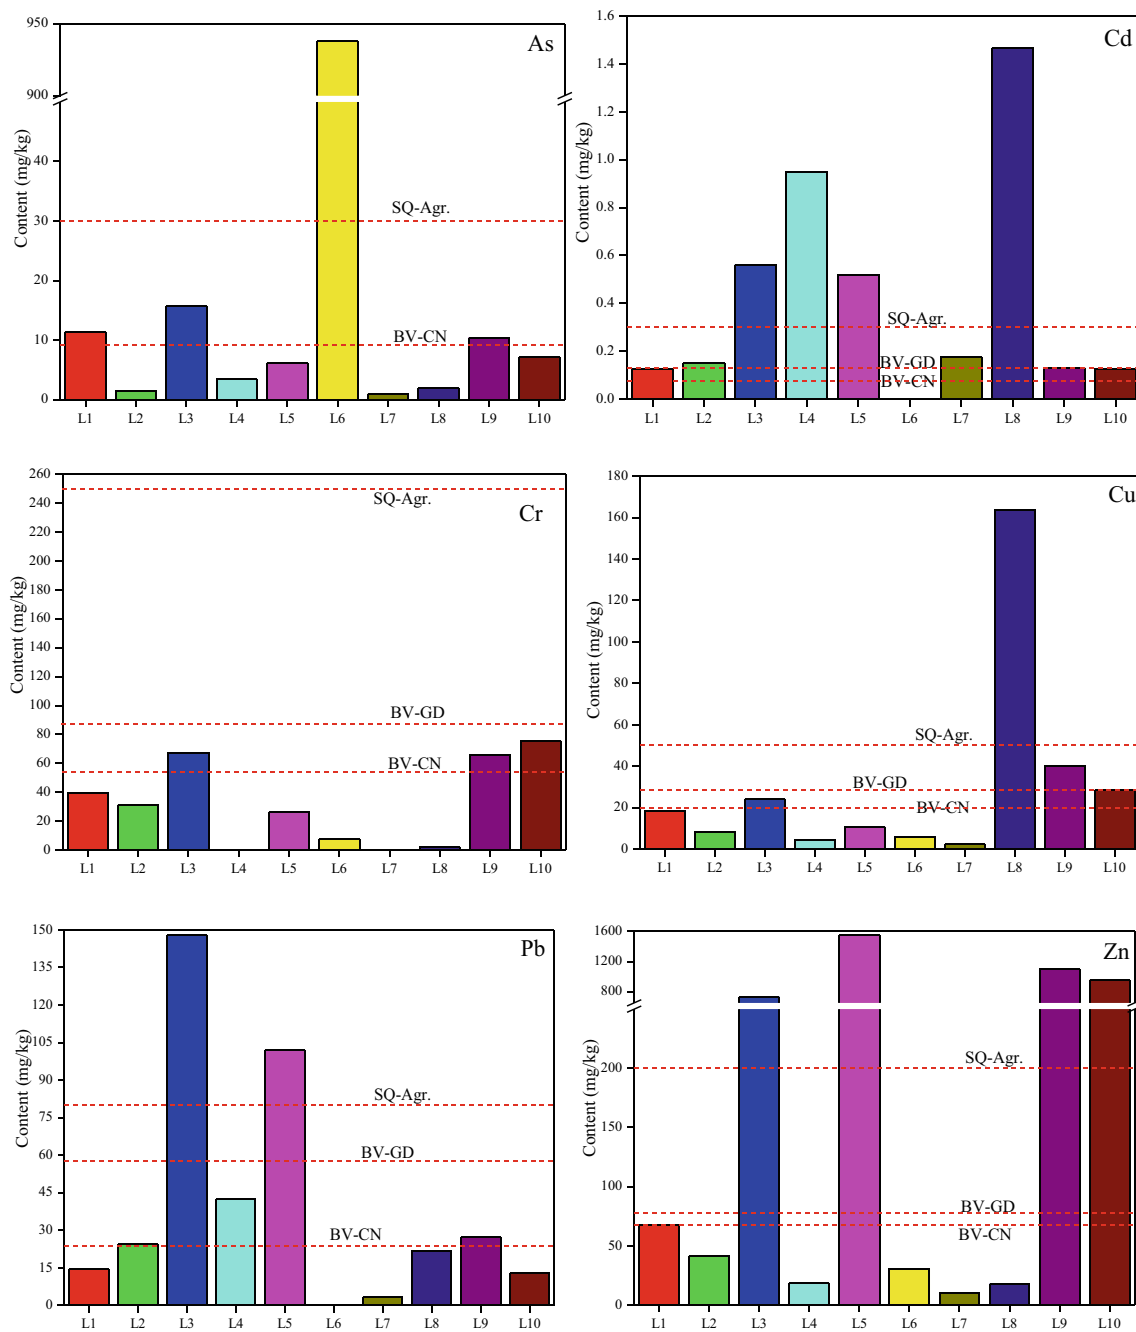 As
950
900
40
30
20
10
0
Content (mg/kg)
SQ-Agr.
BV-CN
L1 L2 L3 L4 L5 L6 L7 L8 L9 L10
Cd
1.6
1.4
1.2
1.0
0.8
0.6
0.4
0.2
0.0
Content (mg/kg)
SQ-Agr.
BV-GD
BV-CN
L1 L2 L3 L4 L5 L6 L7 L8 L9 L10
Cr
260
240
220
200
180
160
140
120
100
80
60
40
20
0
Content (mg/kg)
SQ-Agr.
BV-GD
BV-CN
L1 L2 L3 L4 L5 L6 L7 L8 L9 L10
Cu
180
160
140
120
100
80
60
40
20
0
Content (mg/kg)
SQ-Agr.
BV-GD
BV-CN
L1 L2 L3 L4 L5 L6 L7 L8 L9 L10
Pb
150
135
120
105
90
75
60
45
30
15
0
Content (mg/kg)
SQ-Agr.
BV-GD
BV-CN
L1 L2 L3 L4 L5 L6 L7 L8 L9 L10
Zn
1600
1200
800
200
150
100
50
0
Content (mg/kg)
SQ-Agr.
BV-GD
BV-CN
L1 L2 L3 L4 L5 L6 L7 L8 L9 L10